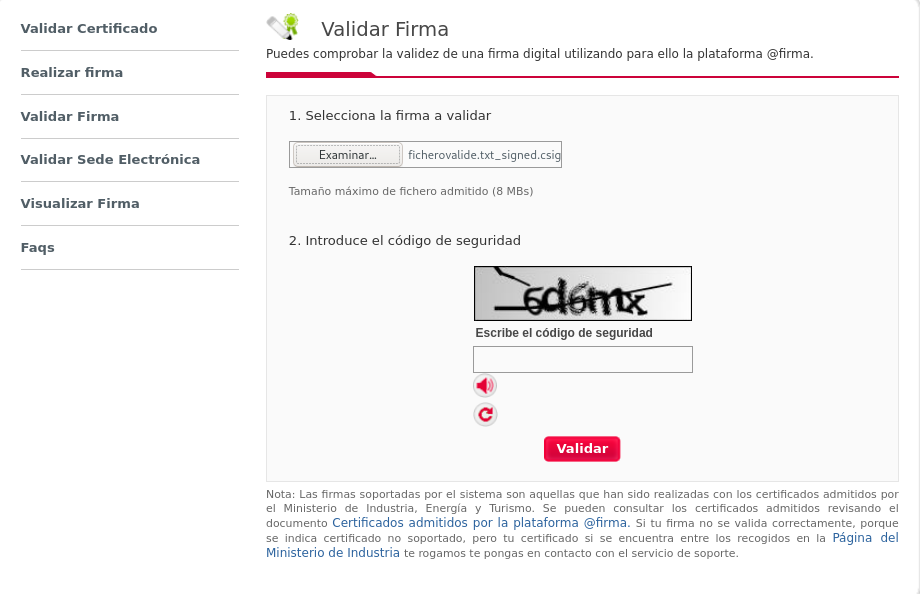 Validar Certificado
Realizar firma
Validar Firma
Validar Sede Electrónica
Visualizar Firma
Faqs
Validar Firma
Puedes comprobar la validez de una firma digital utilizando para ello la plataforma @firma.
1. Selecciona la firma a validar
Examinar... ficherovalide.txt_signed.csig
Tamaño máximo de fichero admitido (8 MBs)
2. Introduce el código de seguridad
6d6mx
Escribe el código de seguridad
Validar
Nota: Las firmas soportadas por el sistema son aquellas que han sido realizadas con los certificados admitidos por
el Ministerio de Industria, Energía y Turismo. Se pueden consultar los certificados admitidos revisando el
documento Certificados admitidos por la plataforma @firma. Si tu firma no se valida correctamente, porque
se indica certificado no soportado, pero tu certificado si se encuentra entre los recogidos en la Página del
Ministerio de Industria te rogamos te pongas en contacto con el servicio de soporte.